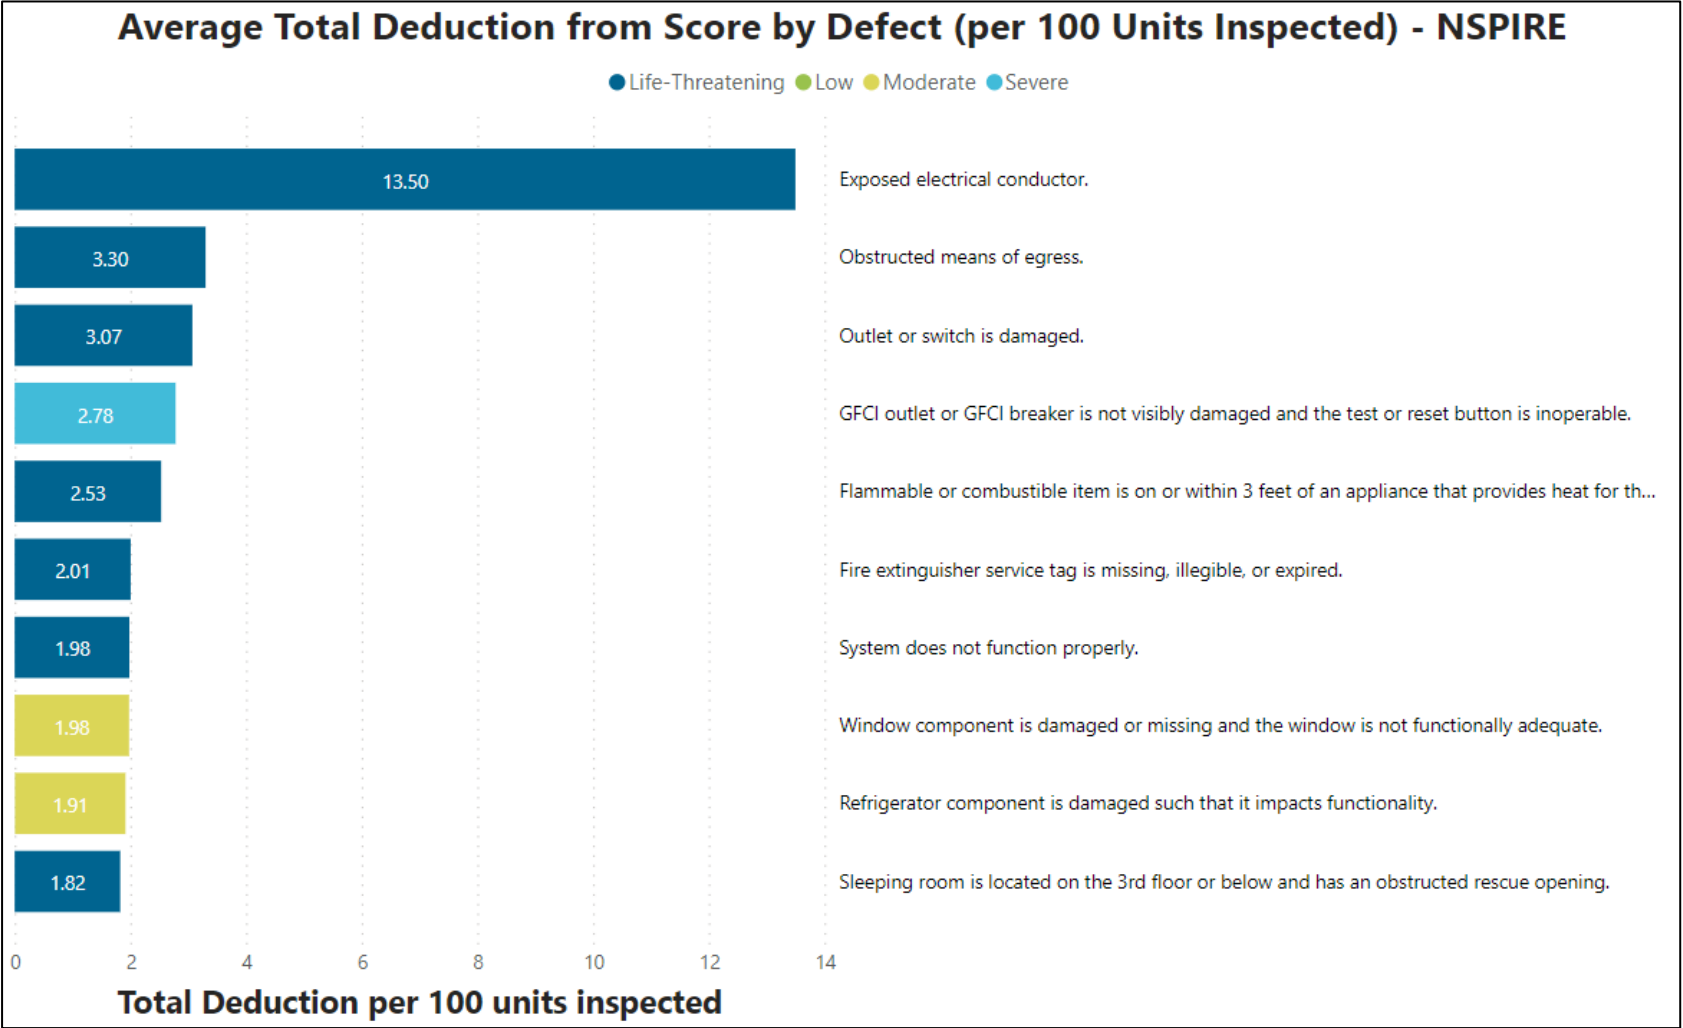 Average Total Deduction from Score by Defect (per 100 Units Inspected) - NSPIRE
Life-Threatening Low Moderate Severe
13.50 Exposed electrical conductor.
3.30 Obstructed means of egress.
3.07 Outlet or switch is damaged.
2.78 GFCI outlet or GFCI breaker is not visibly damaged and the test or reset button is inoperable.
2.53 Flammable or combustible item is on or within 3 feet of an appliance that provides heat for th...
2.01 Fire extinguisher service tag is missing, illegible, or expired.
1.98 System does not function properly.
1.98 Window component is damaged or missing and the window is not functionally adequate.
1.91 Refrigerator component is damaged such that it impacts functionality.
1.82 Sleeping room is located on the 3rd floor or below and has an obstructed rescue opening.
0 2 4 6 8 10 12 14
Total Deduction per 100 units inspected